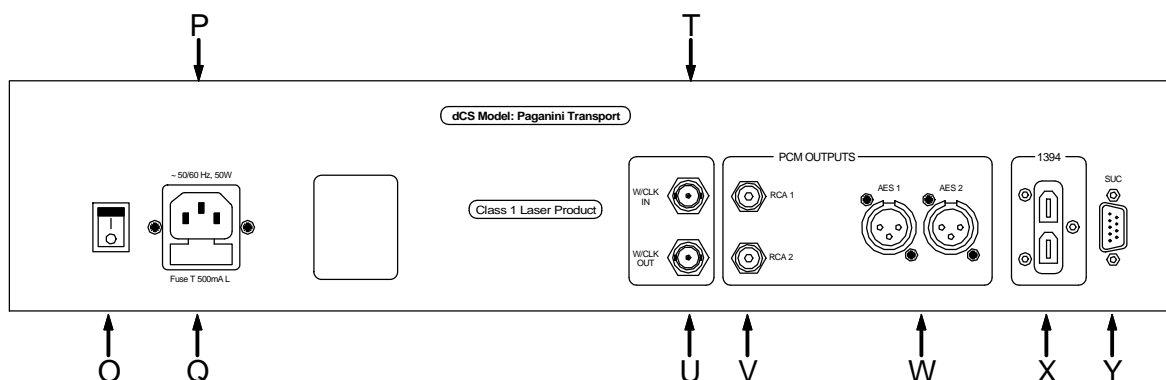 P
T
dCS Model: Paganini Transport
~ 50/60 Hz, 50W
Fuse T 500mA L
Class 1 Laser Product
W/CLK
IN
W/CLK
OUT
PCM OUTPUTS
RCA 1
RCA 2
AES 1
AES 2
1394
SUC
O
Q
U
V
W
X
Y